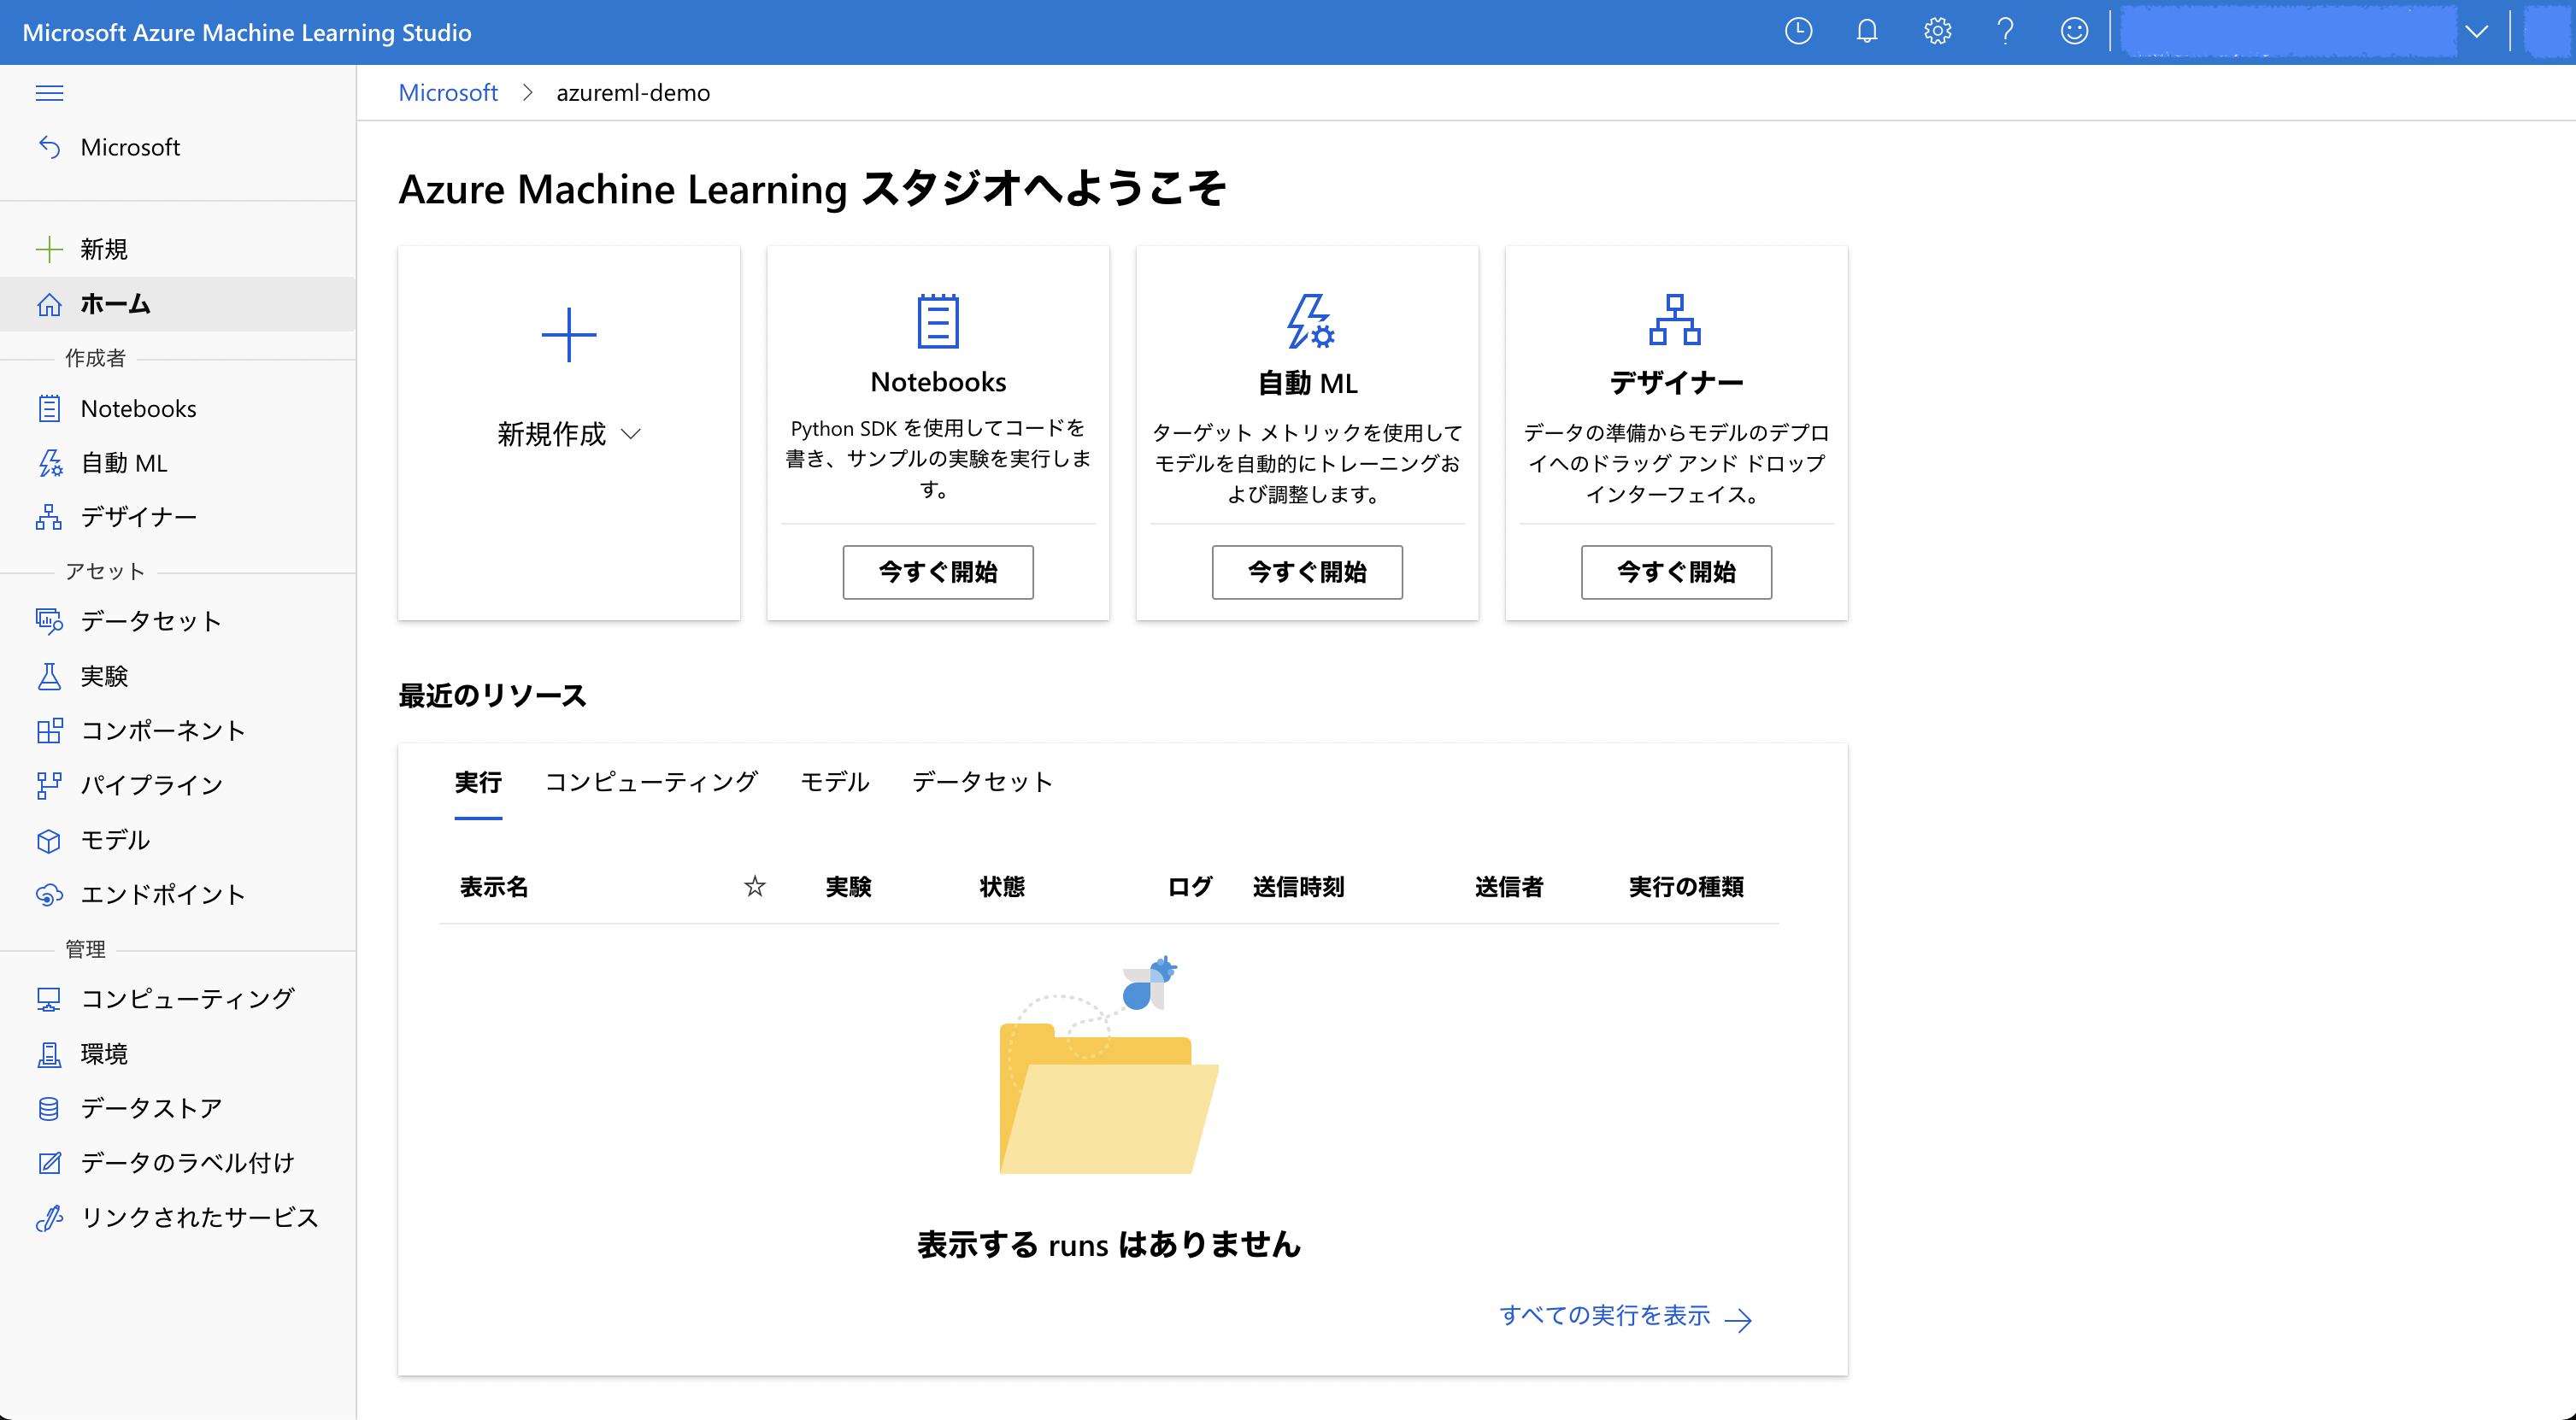 Microsoft Azure Machine Learning Studio
Microsoft
azureml-demo
Microsoft
新規
ホーム
作成者
Notebooks
自動 ML
デザイナー
アセット
データセット
実験
コンポーネント
パイプライン
モデル
エンドポイント
管理
コンピューティング
環境
データストア
データのラベル付け
リンクされたサービス
Azure Machine Learning スタジオへようこそ
新規作成
Notebooks
Python SDK を使用してコードを
書き、サンプルの実験を実行しま
す。
今すぐ開始
自動 ML
ターゲット メトリックを使用して
モデルを自動的にトレーニングお
よび調整します。
今すぐ開始
デザイナー
データの準備からモデルのデプロ
イへのドラッグ アンド ドロップ
インターフェイス。
今すぐ開始
最近のリソース
実行 コンピューティング モデル データセット
表示名 実験 状態 ログ 送信時刻 送信者 実行の種類
表示する runs はありません
すべての実行を表示